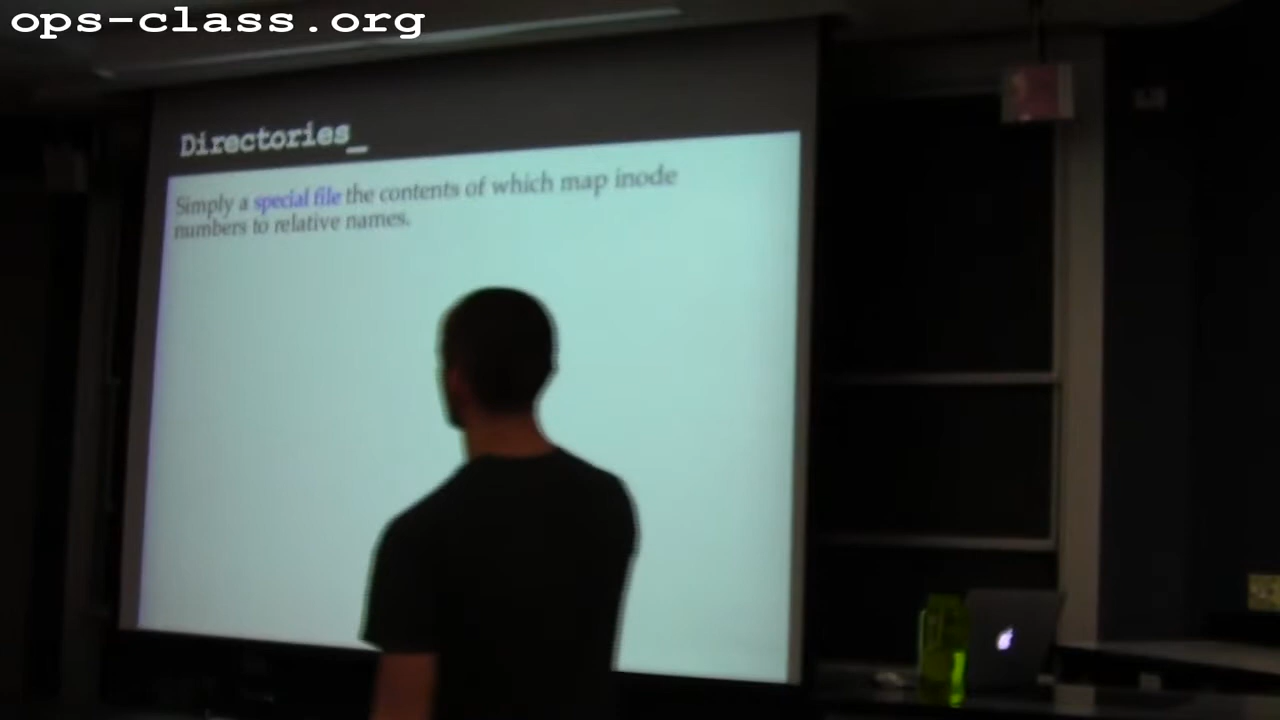 ops-class.org
Directories_
Simply a special file the contents of which map inode
numbers to relative names.